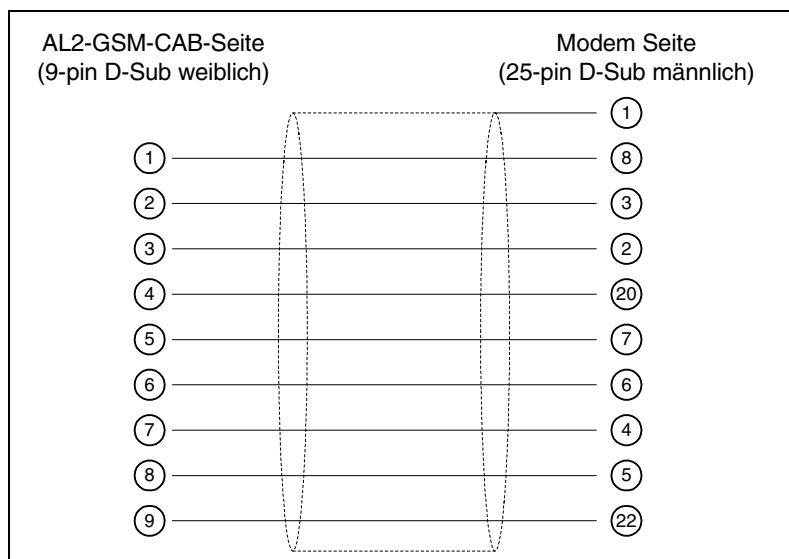 AL2-GSM-CAB-Seite
(9-pin D-Sub weiblich)
Modem Seite
(25-pin D-Sub männlich)
1
1 8
2 3
3 2
4 20
5 7
6 6
7 4
8 5
9 22